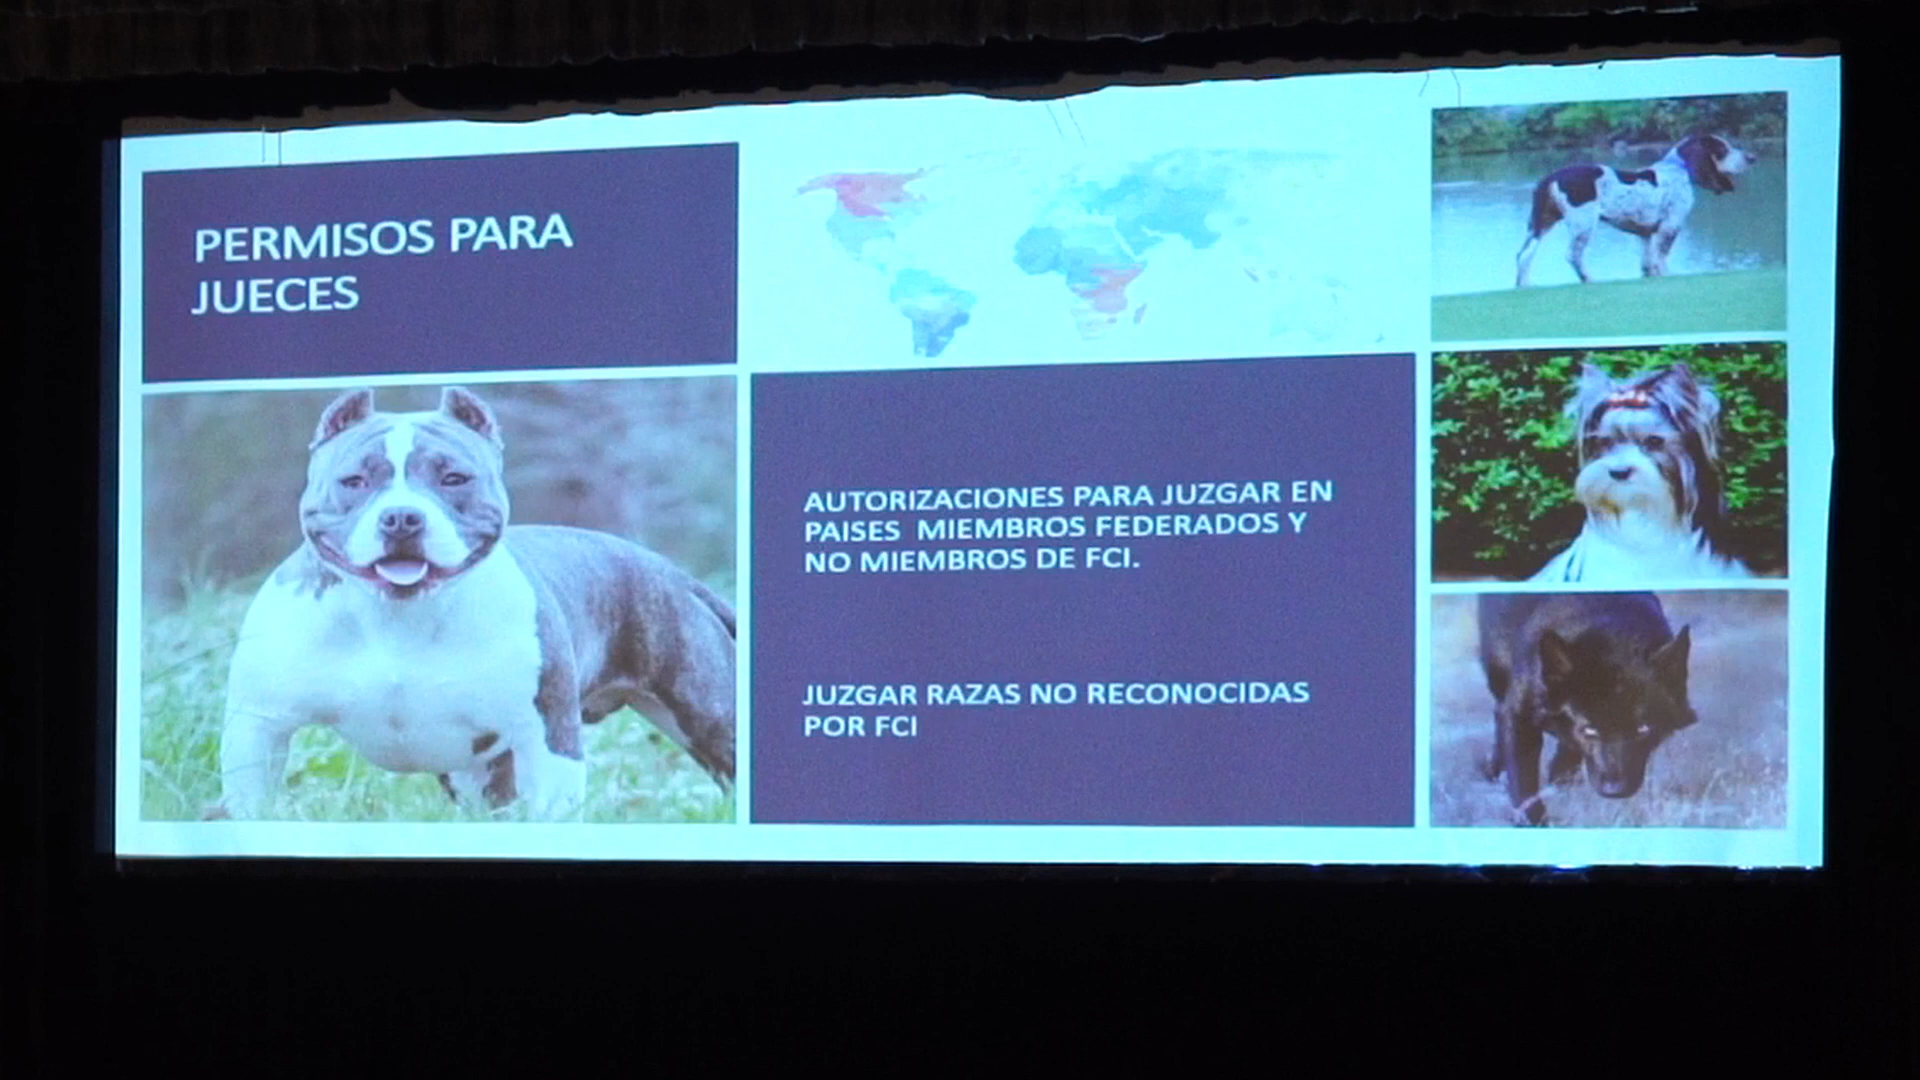 PERMISOS PARA
JUECES
AUTORIZACIONES PARA JUZGAR EN
PAISES MIEMBROS FEDERADOS Y
NO MIEMBROS DE FCI.
JUZGAR RAZAS NO RECONOCIDAS
POR FCI